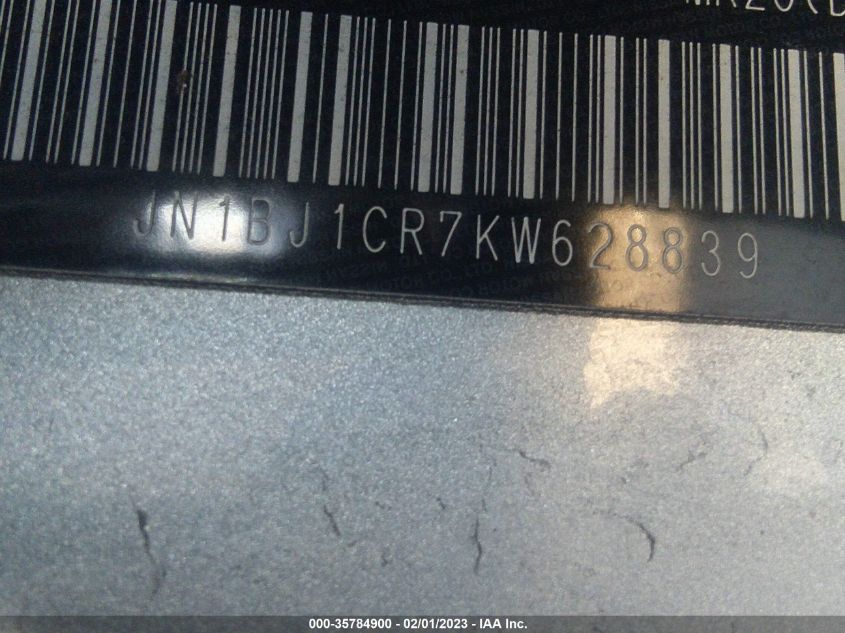 JN1BJ1CR7KW628839
000-35784900 - 02/01/2023 - IAA Inc.